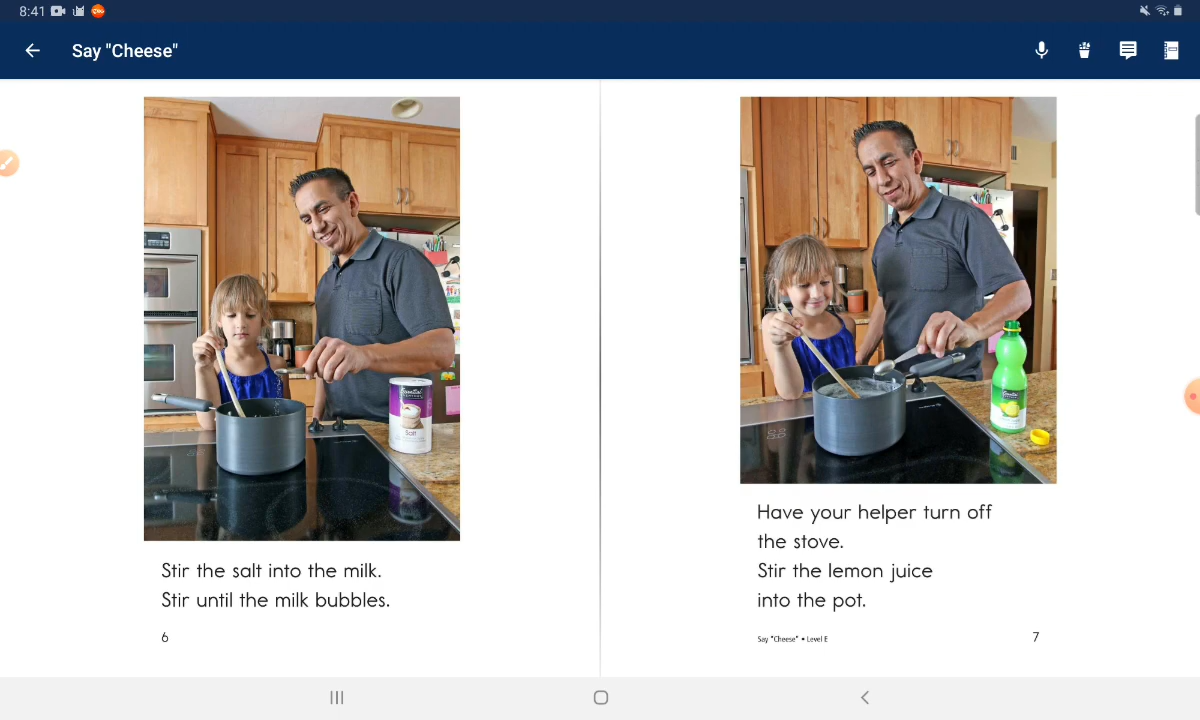 8:41
Say "Cheese"
Salt
Stir the salt into the milk.
Stir until the milk bubbles.
6
Have your helper turn off
the stove.
Stir the lemon juice
into the pot.
Say "Cheese" • Level E
7